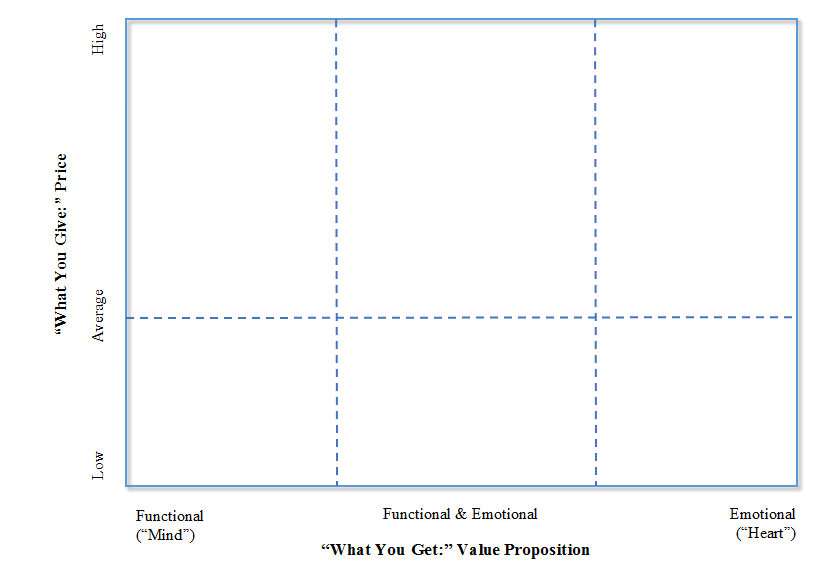 High
“What You Give:” Price
Average
Low
Functional
(“Mind”)
Functional & Emotional
Emotional
(“Heart”)
“What You Get:” Value Proposition